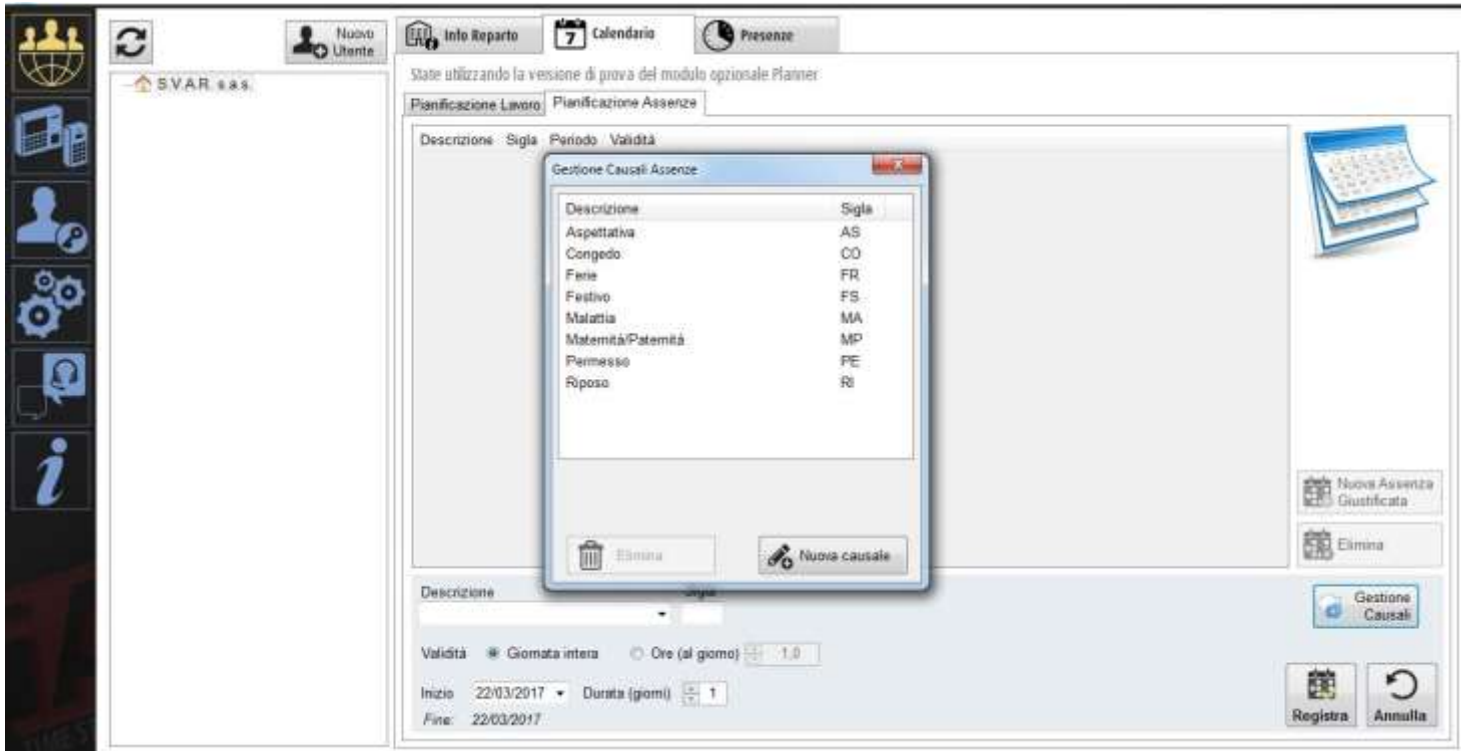 Nuovo Utente
Info Reparto
7 Calendario
Presenze
S.V.A.R. s.a.s.
State utilizzando la versione di prova del modulo opzionale Planner
Pianificazione Lavoro Pianificazione Assenze
Descrizione Sigla Periodo Validità
Gestione Causali Assenze
Descrizione Sigla
Aspettativa AS
Congedo CO
Ferie FR
Festivo FS
Malattia MA
Maternità/Paternità MP
Permesso PE
Riposo RI
Elimina
Nuova causale
Nuova Assenza Giustificata
Elimina
Descrizione Sigla
Gestione Causali
Validità Giornata intera Ore (al giorno) 1,0
Inizio 22/03/2017 Durata (giorni) 1
Fine: 22/03/2017
Registra
Annulla